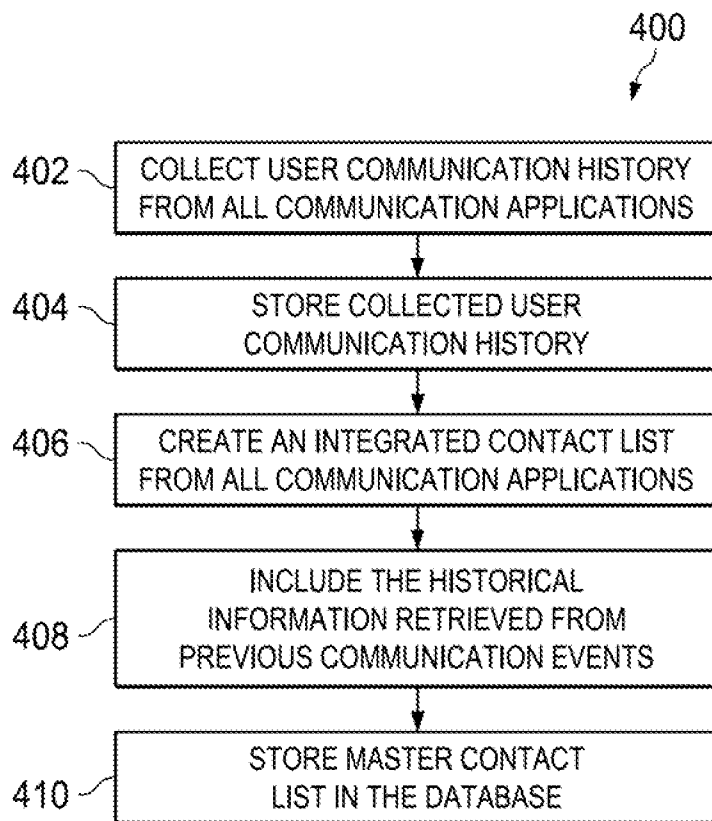 400
402
COLLECT USER COMMUNICATION HISTORY
FROM ALL COMMUNICATION APPLICATIONS
404
STORE COLLECTED USER
COMMUNICATION HISTORY
406
CREATE AN INTEGRATED CONTACT LIST
FROM ALL COMMUNICATION APPLICATIONS
408
INCLUDE THE HISTORICAL
INFORMATION RETRIEVED FROM
PREVIOUS COMMUNICATION EVENTS
410
STORE MASTER CONTACT
LIST IN THE DATABASE